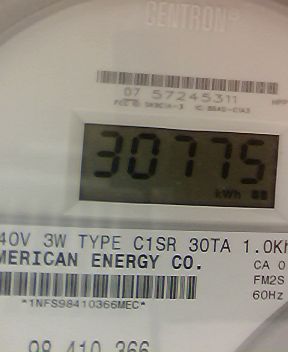 CENTRON®
07 57245311
30775
kWh
40V 3W TYPE C1SR 30TA 1.0Kh
MERICAN ENERGY CO.
CA 0
FM2S
60Hz
*1NFS98410366MEC*
98 410 366